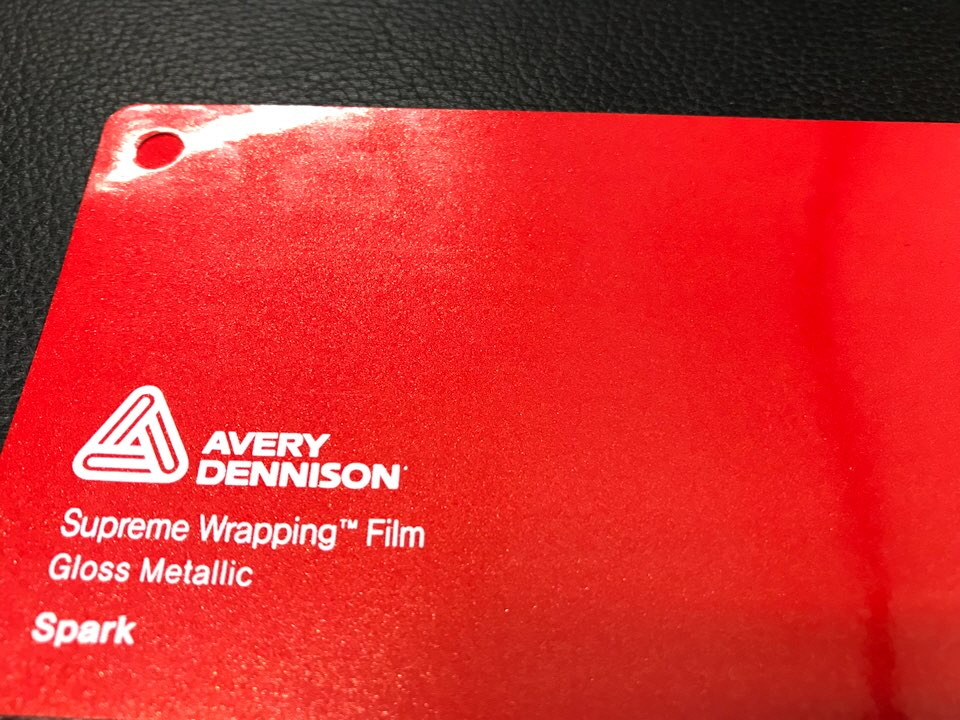 AVERY
DENNISON
Supreme Wrapping™ Film
Gloss Metallic
Spark